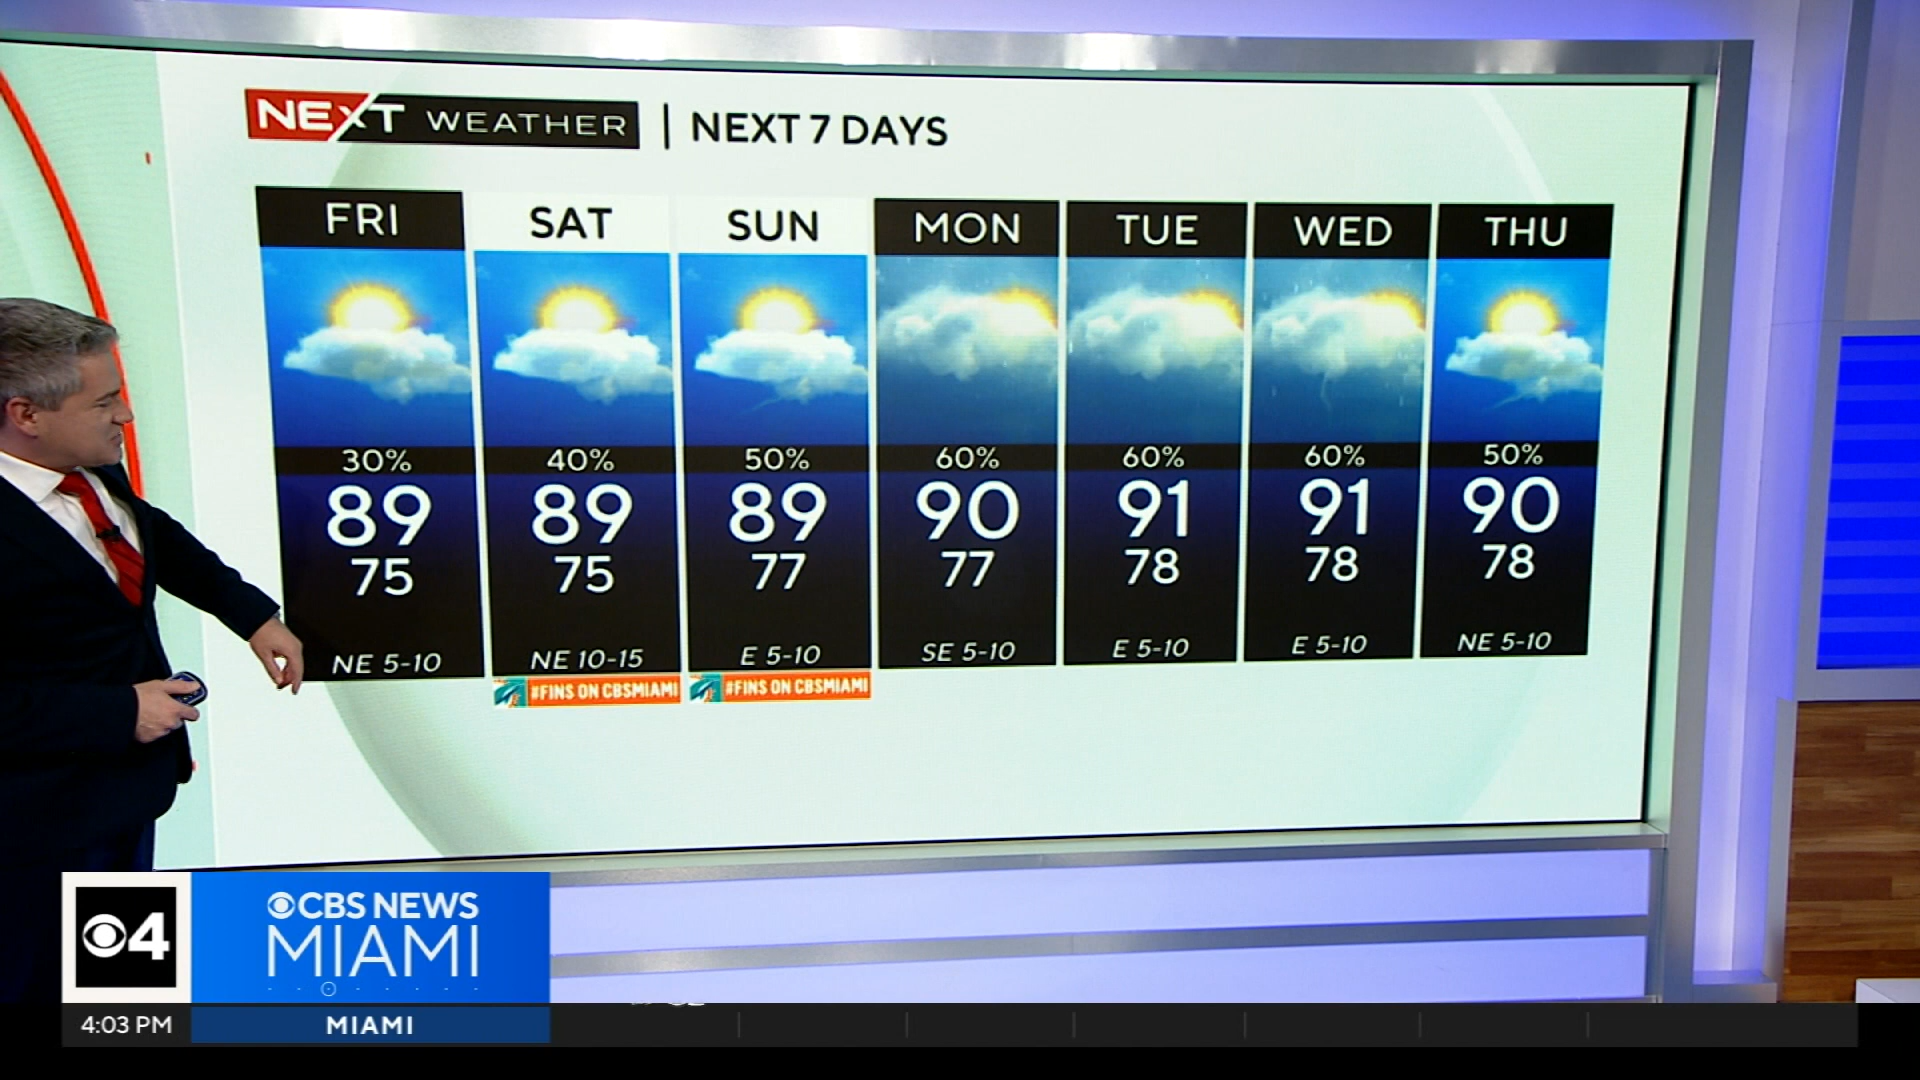 NEXT WEATHER | NEXT 7 DAYS
FRI SAT SUN MON TUE WED THU
30% 40% 50% 60% 60% 60% 50%
89 89 89 90 91 91 90
75 75 77 77 78 78 78
NE 5-10 NE 10-15 E 5-10 SE 5-10 E 5-10 E 5-10 NE 5-10
#FINS ON CBSMIAMI #FINS ON CBSMIAMI
4 CBS NEWS
MIAMI
4:03 PM MIAMI